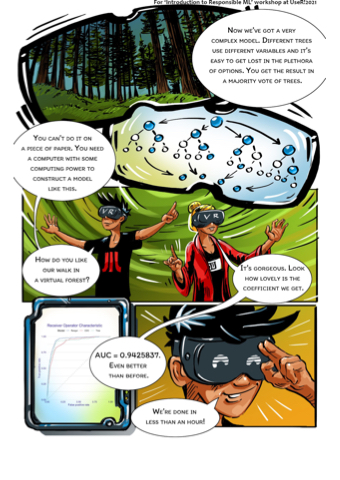 For 'Introduction to Responsible ML' workshop at UseR!2021
Now we've got a very
complex model. Different trees
use different variables and it's
easy to get lost in the plethora
of options. You get the result in
a majority vote of trees.
You can't do it on
a piece of paper. You need
a computer with some
computing power to
construct a model
like this.
VR
VR
How do you like
our walk in
a virtual forest?
It's gorgeous. Look
how lovely is the
coefficient we get.
Receiver Operator Characteristic
AUC = 0.9425837.
Even better
than before.
We're done in
less than an hour!